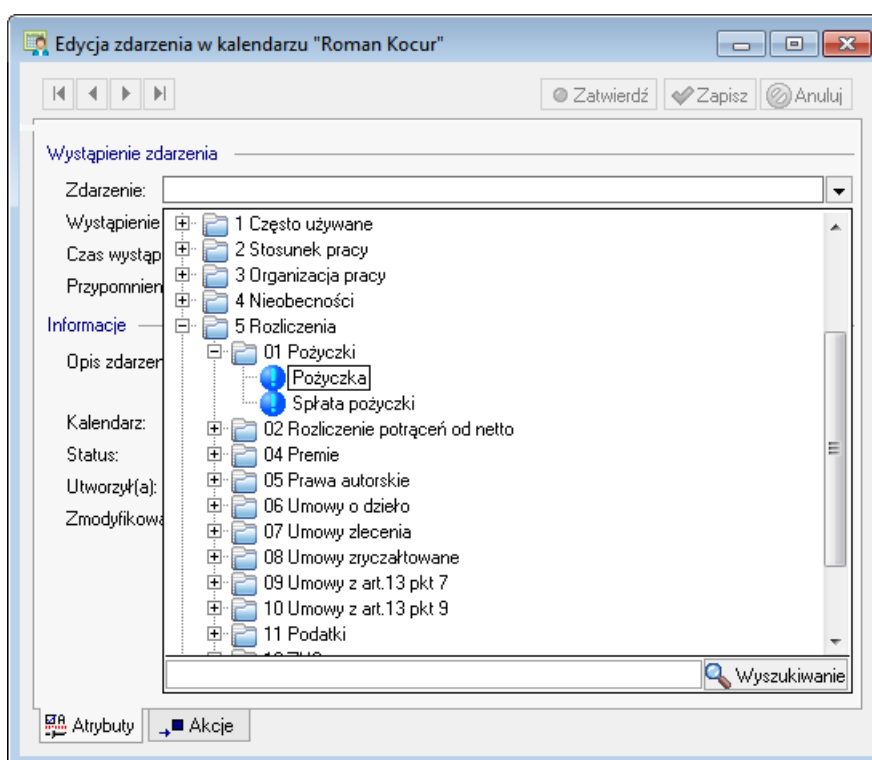 Edycja zdarzenia w kalendarzu "Roman Kocur"
Zatwierdź Zapisz Anuluj
Wystąpienie zdarzenia
Zdarzenie:
Wystąpienie
Czas wystąp
Przypomnien
Informacje
Opis zdarzer
Kalendarz:
Status:
Utworzył(a):
Zmodyfikowa
1 Często używane
2 Stosunek pracy
3 Organizacja pracy
4 Nieobecności
5 Rozliczenia
01 Pożyczki
Pożyczka
Spłata pożyczki
02 Rozliczenie potrąceń od netto
04 Premie
05 Prawa autorskie
06 Umowy o dzieło
07 Umowy zlecenia
08 Umowy zryczałtowane
09 Umowy z art.13 pkt 7
10 Umowy z art.13 pkt 9
11 Podatki
Wyszukiwanie
Atrybuty Akcje